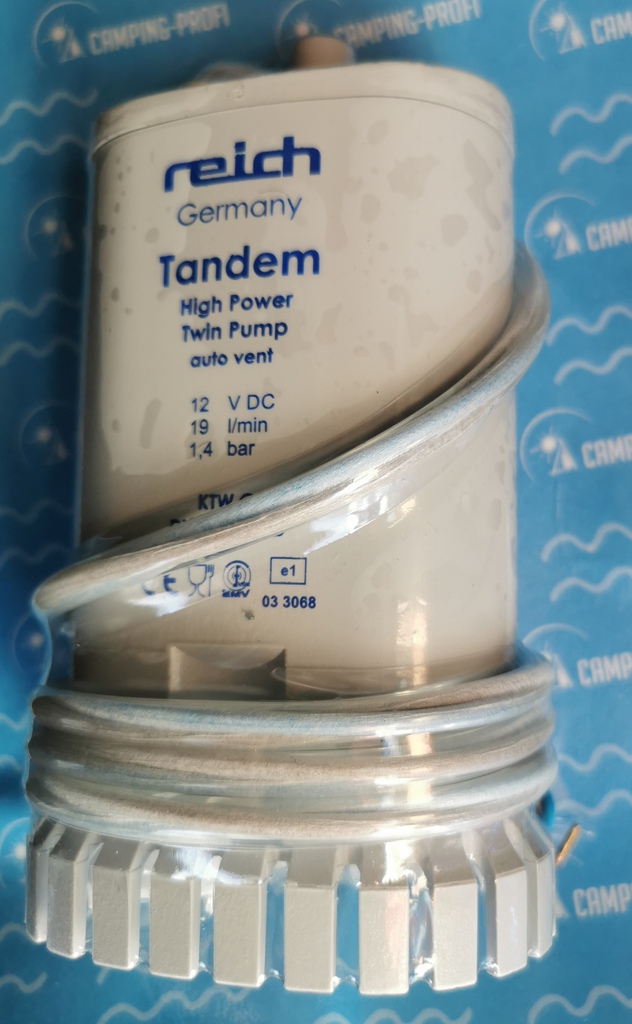 CAMPING-PROFI
CAMPING-PROFI
reich
Germany
Tandem
High Power
Twin Pump
auto vent
12 V DC
19 l/min
1,4 bar
KTW
e1
EMV
03 3068